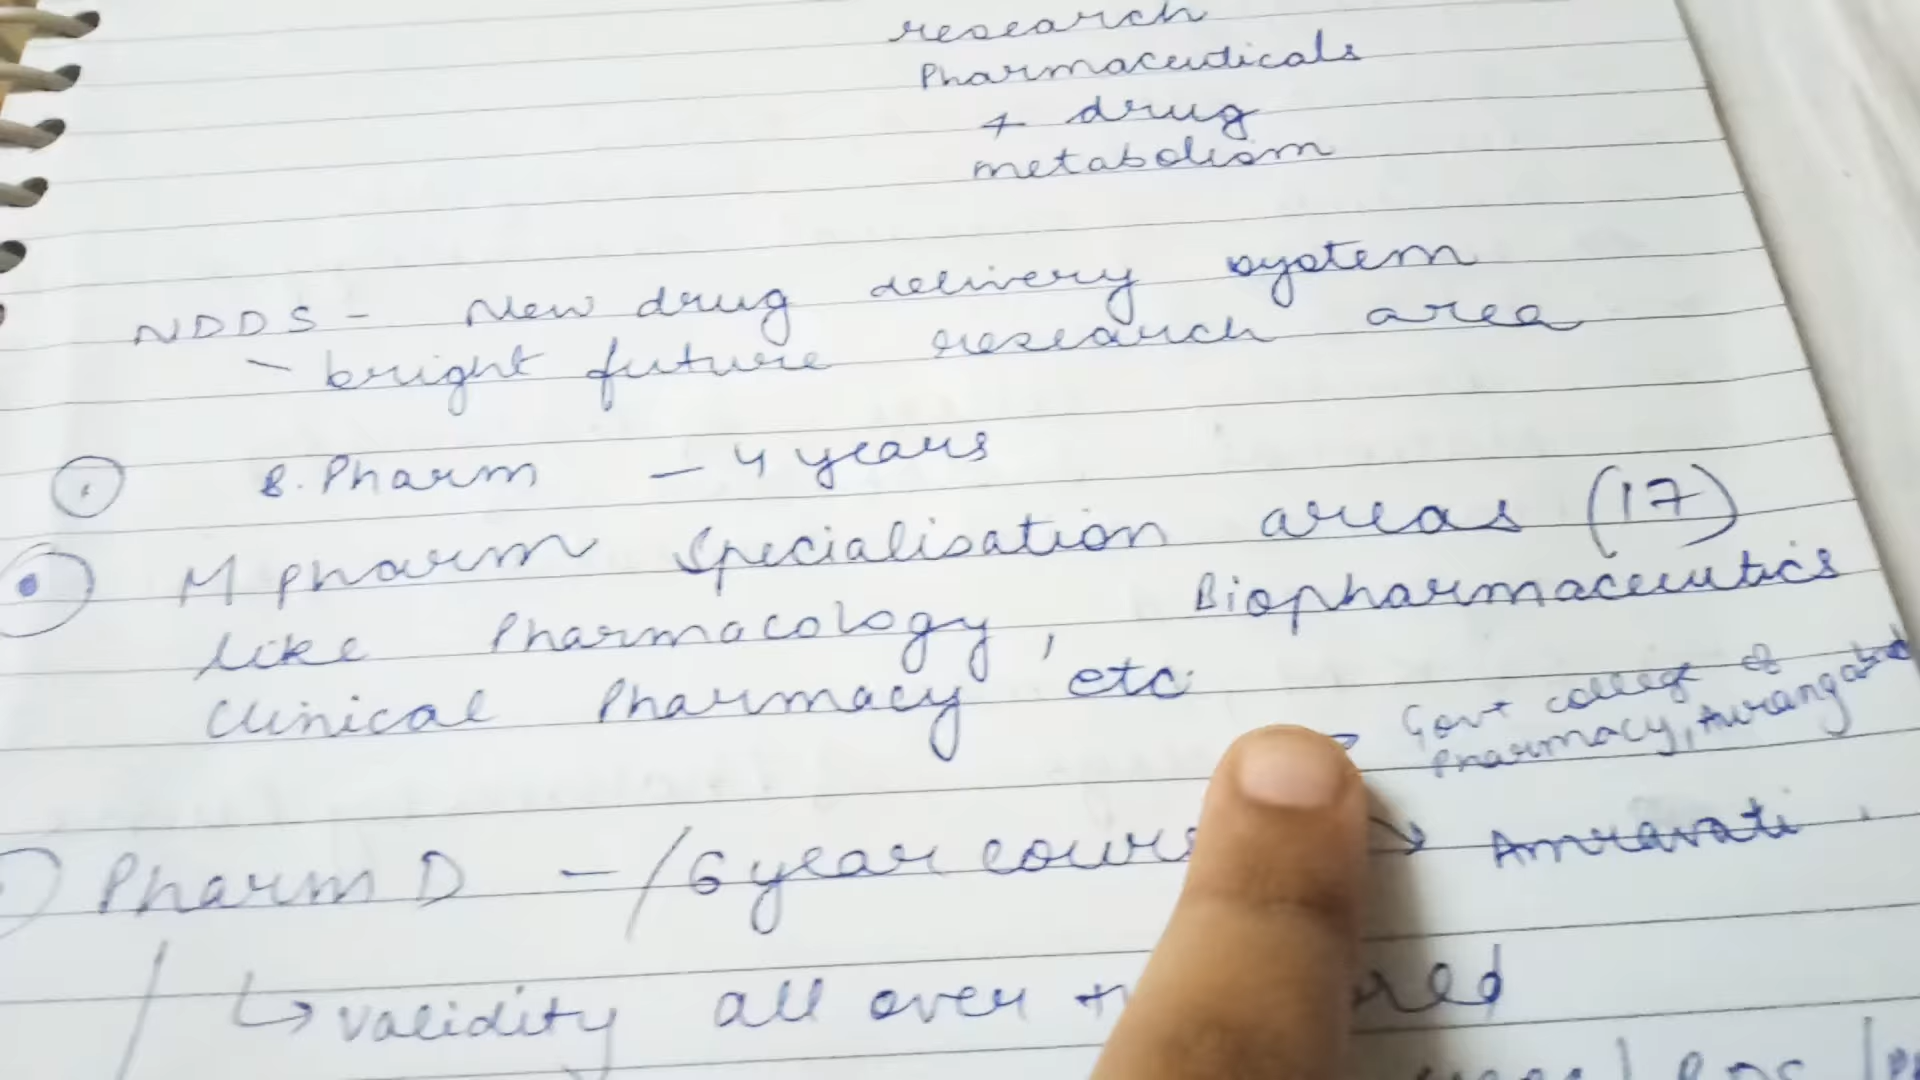 research
Pharmaceuticals
+ drug
metabolism
NDDS - New drug delivery system
- bright future research area
B. Pharm - 4 years
M pharm Specialisation areas (17)
like Pharmacology, Biopharmaceutics
Clinical Pharmacy etc
Govt college of
Pharmacy, Aurangabad
Pharm D - / 6 year
→ Amravati
↳ validity all over